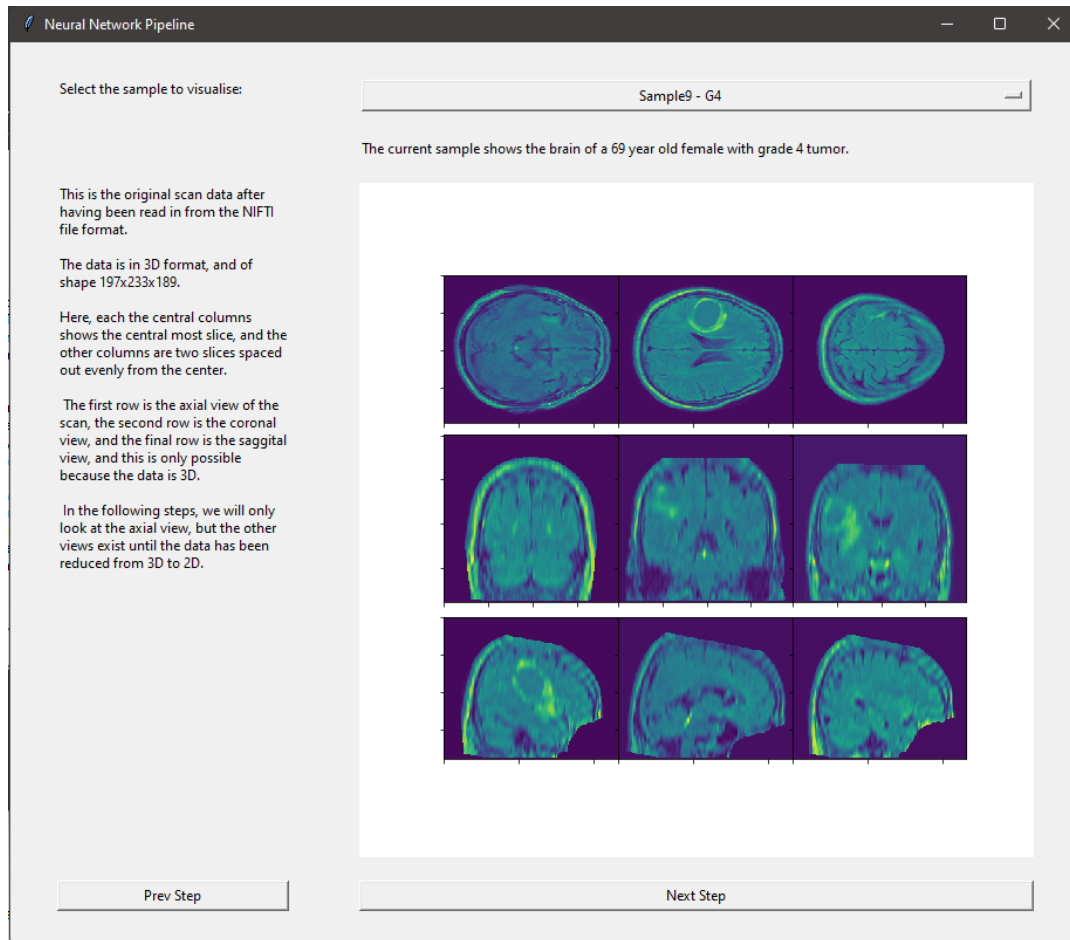 Neural Network Pipeline
Select the sample to visualise:
Sample9 - G4
The current sample shows the brain of a 69 year old female with grade 4 tumor.
This is the original scan data after
having been read in from the NIFTI
file format.
The data is in 3D format, and of
shape 197x233x189.
Here, each the central columns
shows the central most slice, and the
other columns are two slices spaced
out evenly from the center.
The first row is the axial view of the
scan, the second row is the coronal
view, and the final row is the saggital
view, and this is only possible
because the data is 3D.
In the following steps, we will only
look at the axial view, but the other
views exist until the data has been
reduced from 3D to 2D.
Prev Step
Next Step